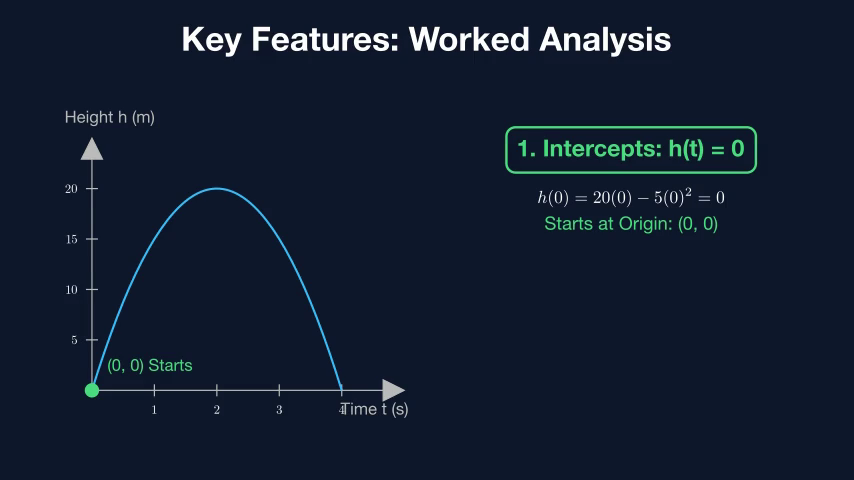 Key Features: Worked Analysis
Height h (m)
20
15
10
5
(0, 0) Starts
1
2
3
4
Time t (s)
1. Intercepts: h(t) = 0
h(0) = 20(0) − 5(0)² = 0
Starts at Origin: (0, 0)